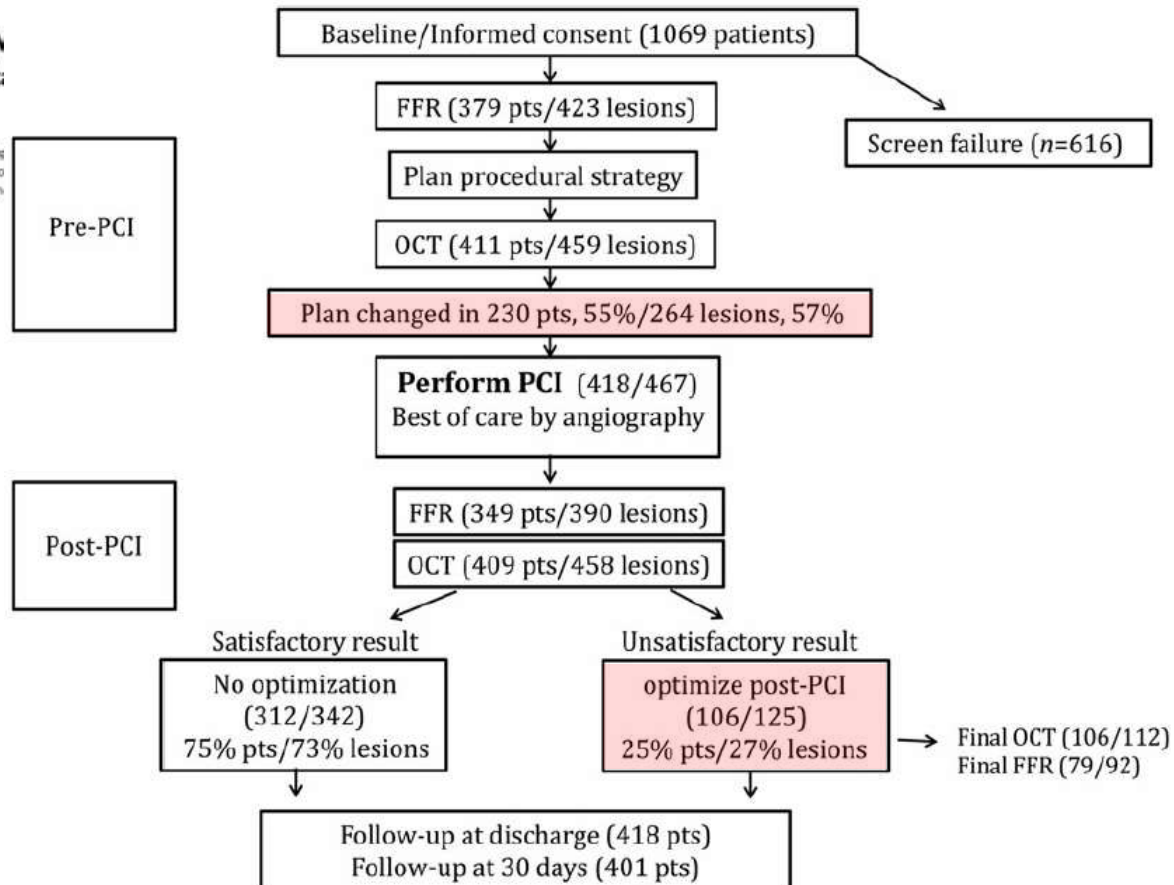 Baseline/Informed consent (1069 patients)
FFR (379 pts/423 lesions)
Screen failure (n=616)
Plan procedural strategy
Pre-PCI
OCT (411 pts/459 lesions)
Plan changed in 230 pts, 55%/264 lesions, 57%
Perform PCI (418/467)
Best of care by angiography
FFR (349 pts/390 lesions)
Post-PCI
OCT (409 pts/458 lesions)
Satisfactory result
No optimization
(312/342)
75% pts/73% lesions
Unsatisfactory result
optimize post-PCI
(106/125)
25% pts/27% lesions
Final OCT (106/112)
Final FFR (79/92)
Follow-up at discharge (418 pts)
Follow-up at 30 days (401 pts)